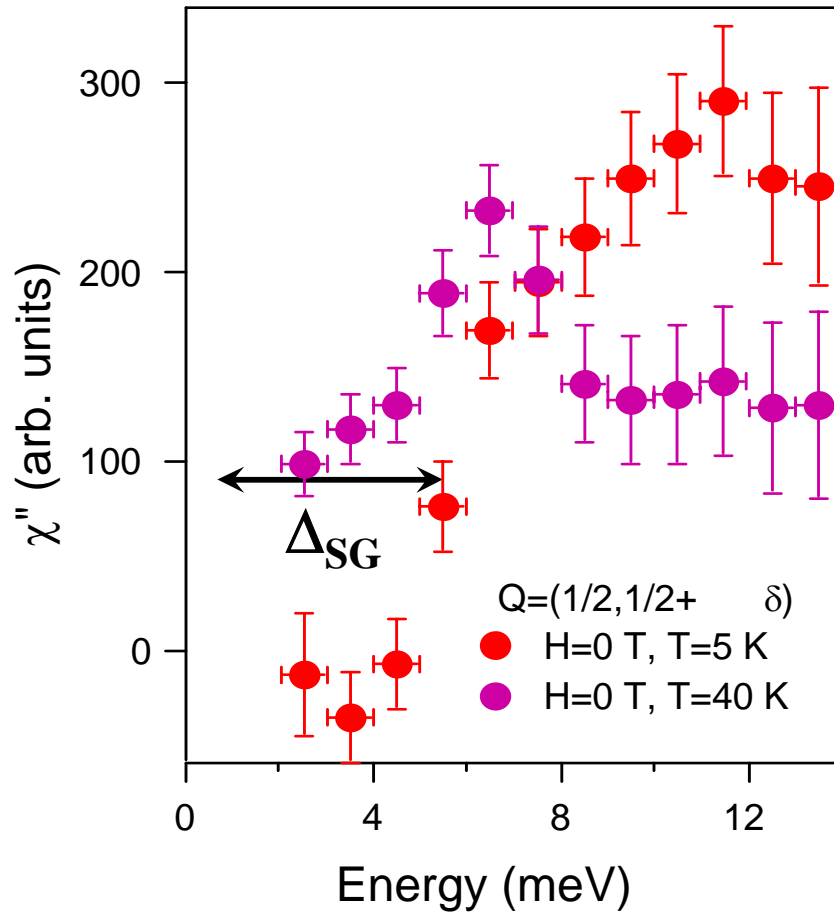 300
200
100
0
χ" (arb. units)
ΔSG
Q=(1/2,1/2+ δ)
H=0 T, T=5 K
H=0 T, T=40 K
0 4 8 12
Energy (meV)